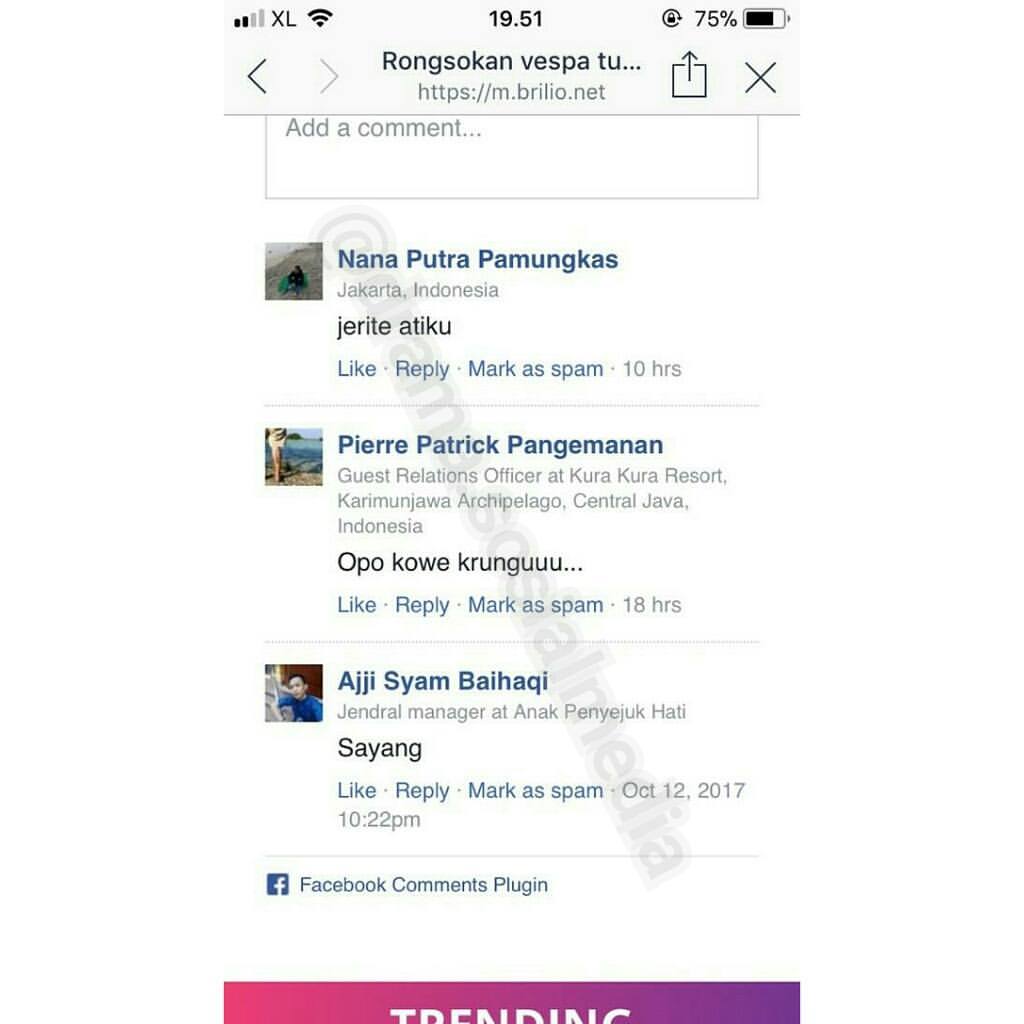 XL 19.51 75%
Rongsokan vespa tu...
https://m.brilio.net
Add a comment...
Nana Putra Pamungkas
Jakarta, Indonesia
jerite atiku
Like · Reply · Mark as spam · 10 hrs
Pierre Patrick Pangemanan
Guest Relations Officer at Kura Kura Resort,
Karimunjawa Archipelago, Central Java,
Indonesia
Opo kowe krunguuu...
Like · Reply · Mark as spam · 18 hrs
Ajji Syam Baihaqi
Jendral manager at Anak Penyejuk Hati
Sayang
Like · Reply · Mark as spam · Oct 12, 2017
10:22pm
Facebook Comments Plugin
TRENDING
@drama.sosialmedia